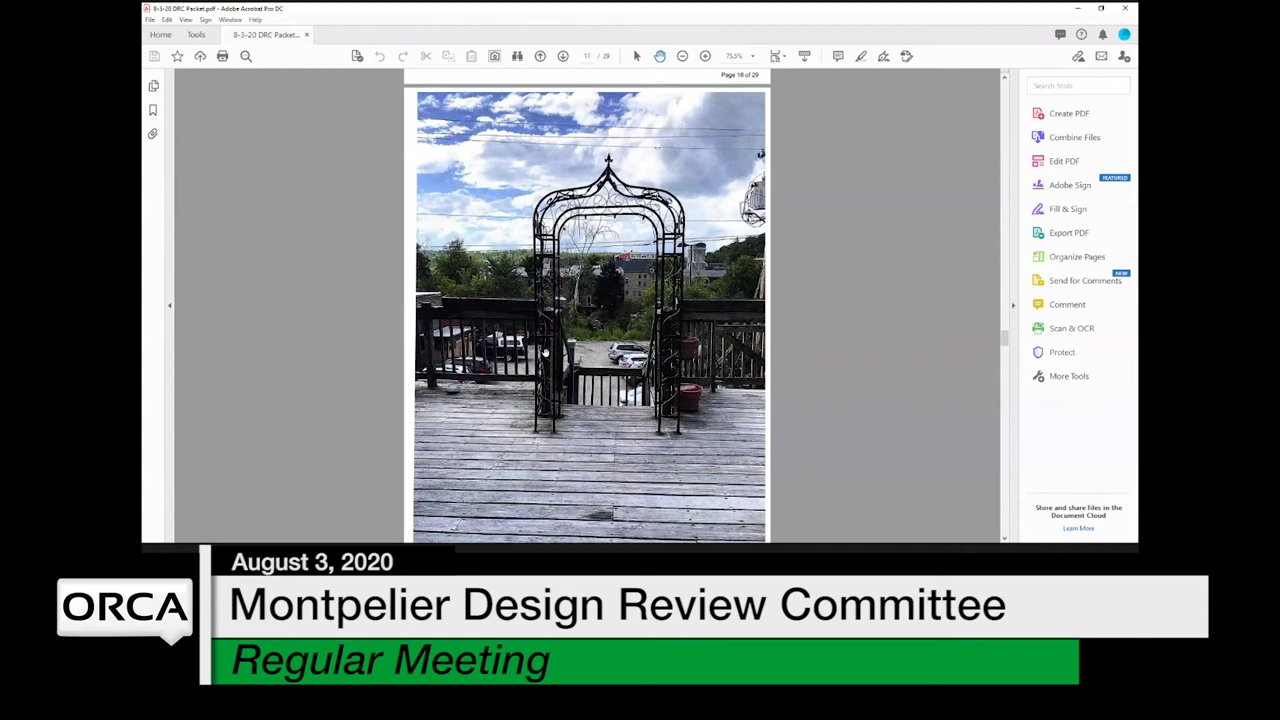 8-3-20 DRC Packet.pdf - Adobe Acrobat Pro DC
File Edit View Sign Window Help
Home Tools 8-3-20 DRC Packet... ×
17 / 29 75.5%
Page 16 of 29
Search tools
Create PDF
Combine Files
Edit PDF
FEATURED
Adobe Sign
Fill & Sign
Export PDF
Organize Pages
NEW
Send for Comments
Comment
Scan & OCR
Protect
More Tools
Store and share files in the
Document Cloud
Learn More
August 3, 2020
ORCA
Montpelier Design Review Committee
Regular Meeting